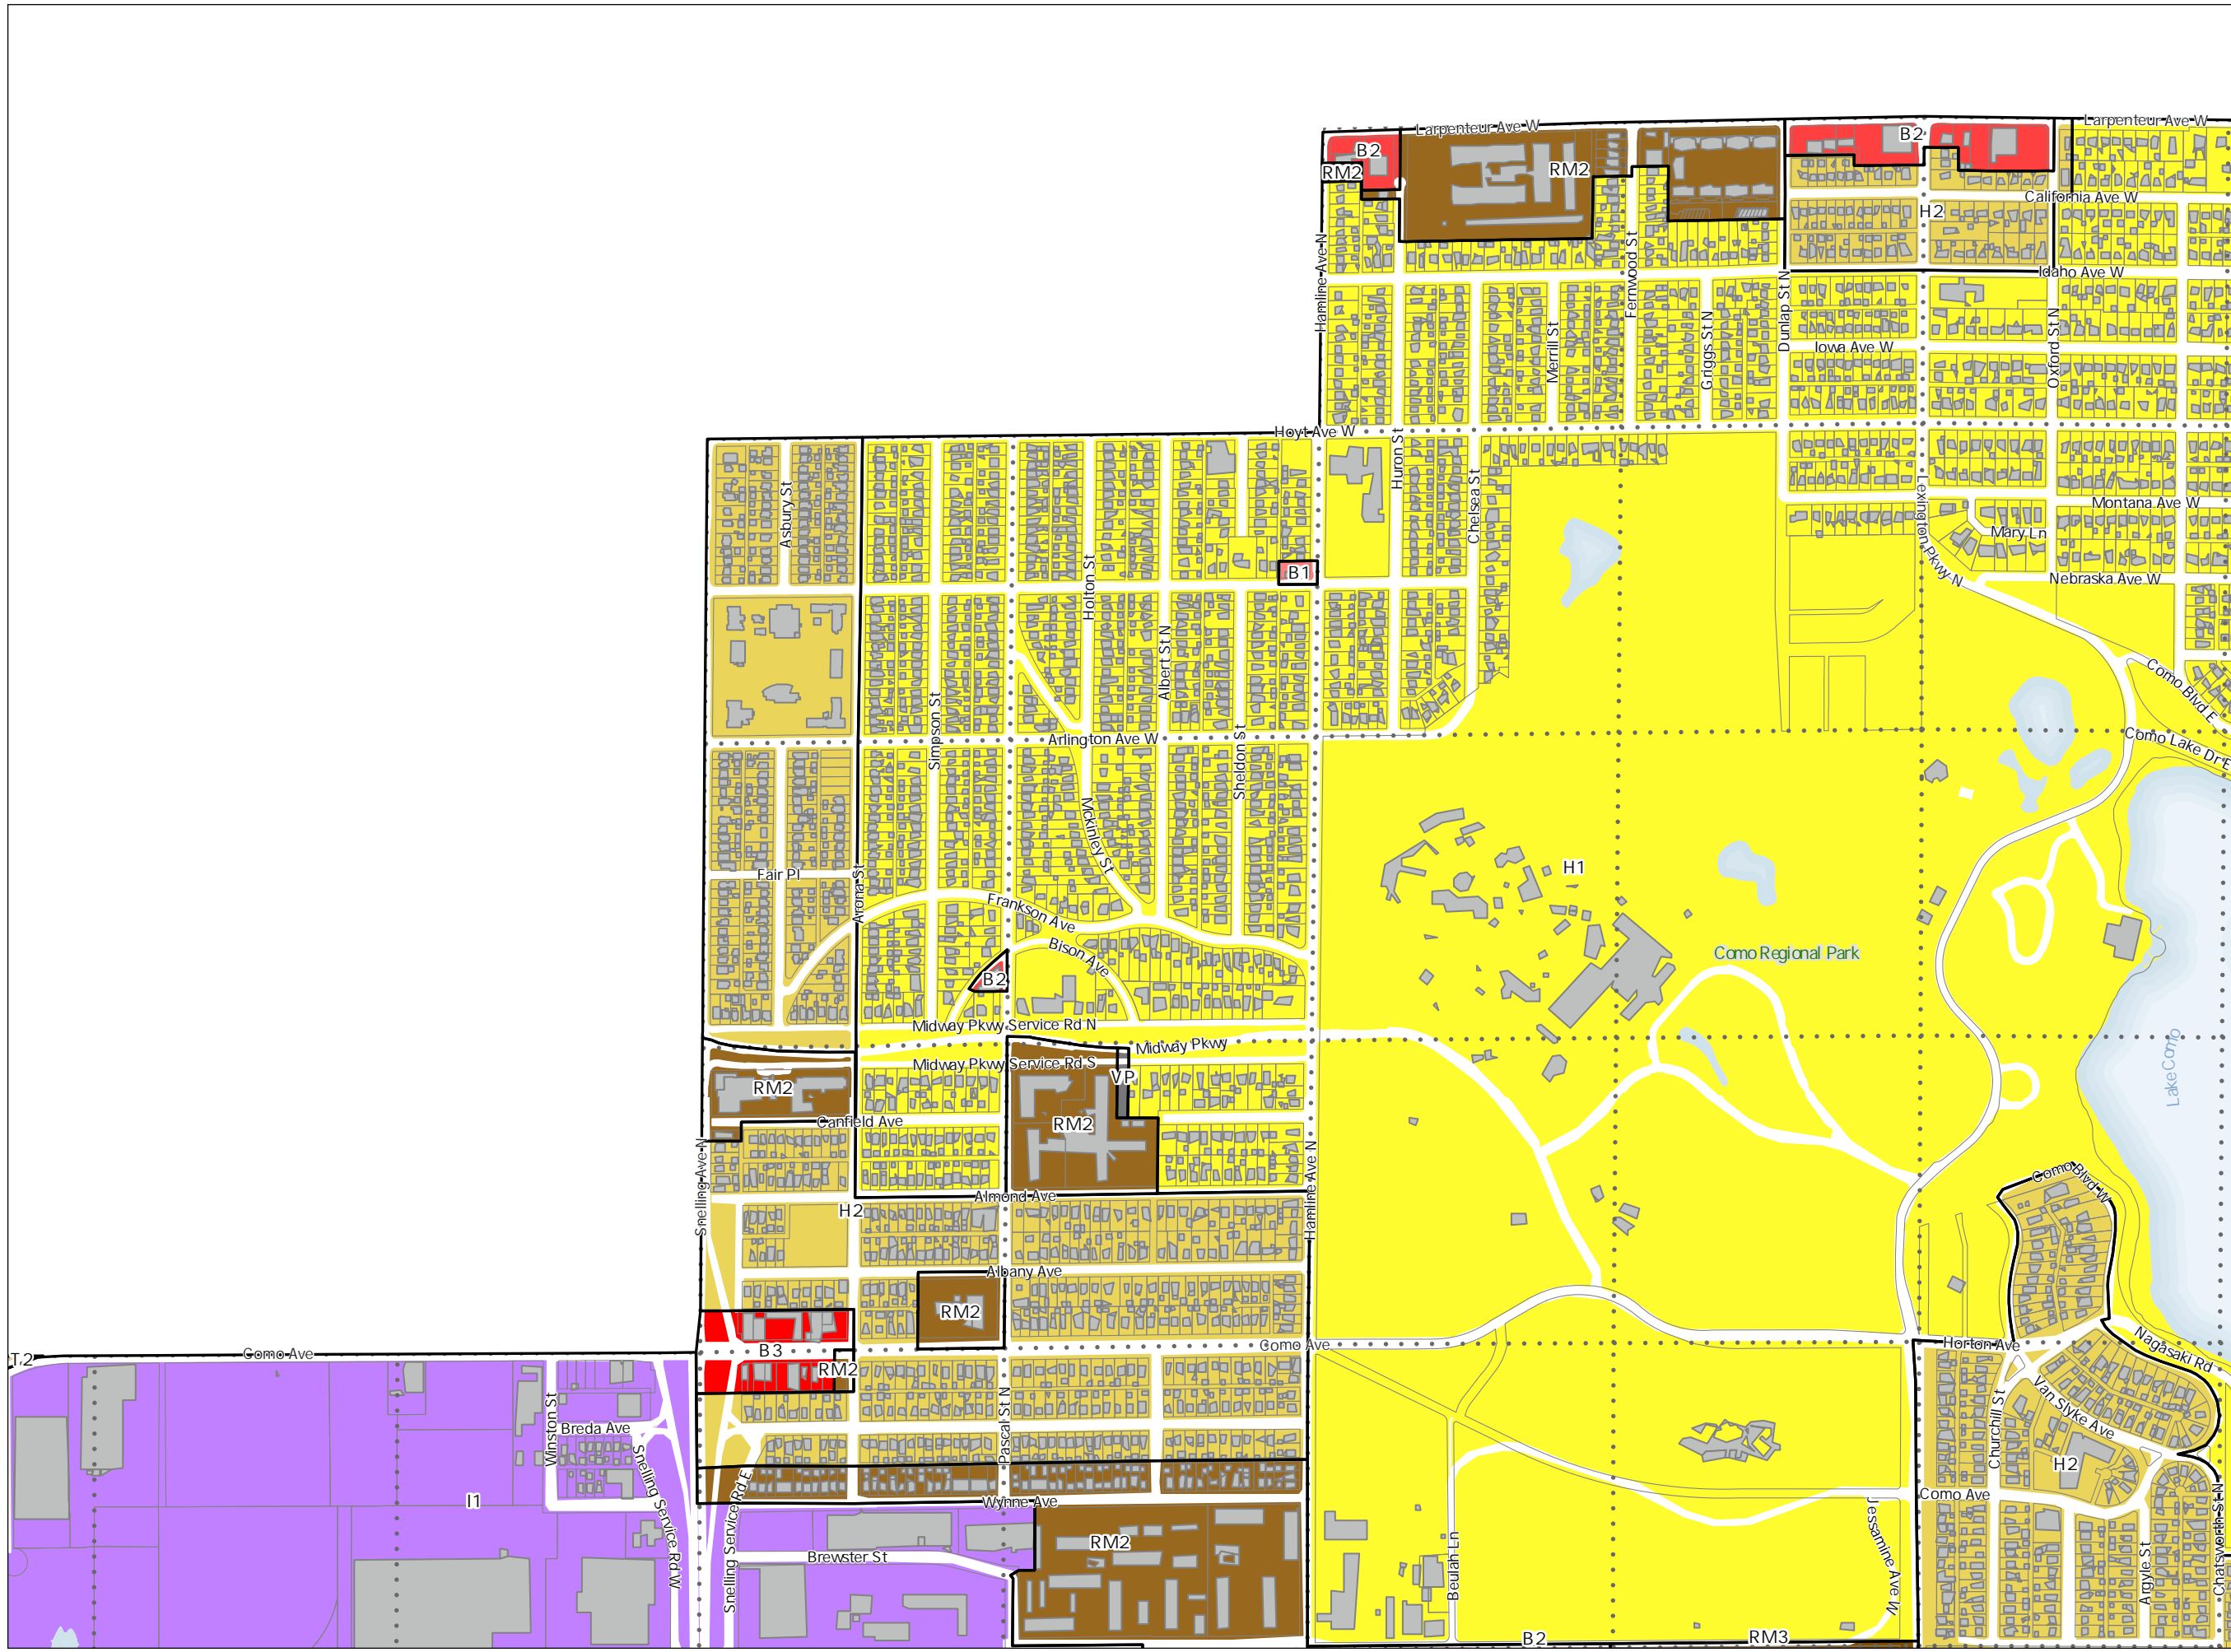 Larpenteur Ave W
Larpenteur Ave W
B2
B2
RM2
RM2
California Ave W
H2
Hamline Ave N
Fernwood St
Idaho Ave W
Dunlap St N
Merrill St
Griggs St N
Iowa Ave W
Oxford St N
Hoyt Ave W
Huron St
Asbury St
Chelsea St
Lexington Pkwy N
Montana Ave W
Mary Ln
B1
Holton St
Nebraska Ave W
Albert St N
Como Blvd E
Simpson St
Arlington Ave W
Sheldon St
Como Lake Dr E
Mckinley St
H1
Fair Pl
Arona St
Frankson Ave
Bison Ave
Como Regional Park
B2
Midway Pkwy Service Rd N
Midway Pkwy
Midway Pkwy Service Rd S
VP
Lake Como
RM2
Canfield Ave
RM2
Snelling Ave N
Hamline Ave N
Como Blvd W
Almond Ave
H2
Albany Ave
RM2
Como Ave
Horton Ave
B3
T2
Como Ave
RM2
Nagasaki Rd
Winston St
Breda Ave
Pascal St N
Churchill St
Van Slyke Ave
H2
Snelling Service Rd W
Snelling Service Rd E
I1
Wynne Ave
Como Ave
Jessamine Ave W
Chatsworth St N
RM2
Brewster St
Beulah Ln
Argyle St
B2
RM3